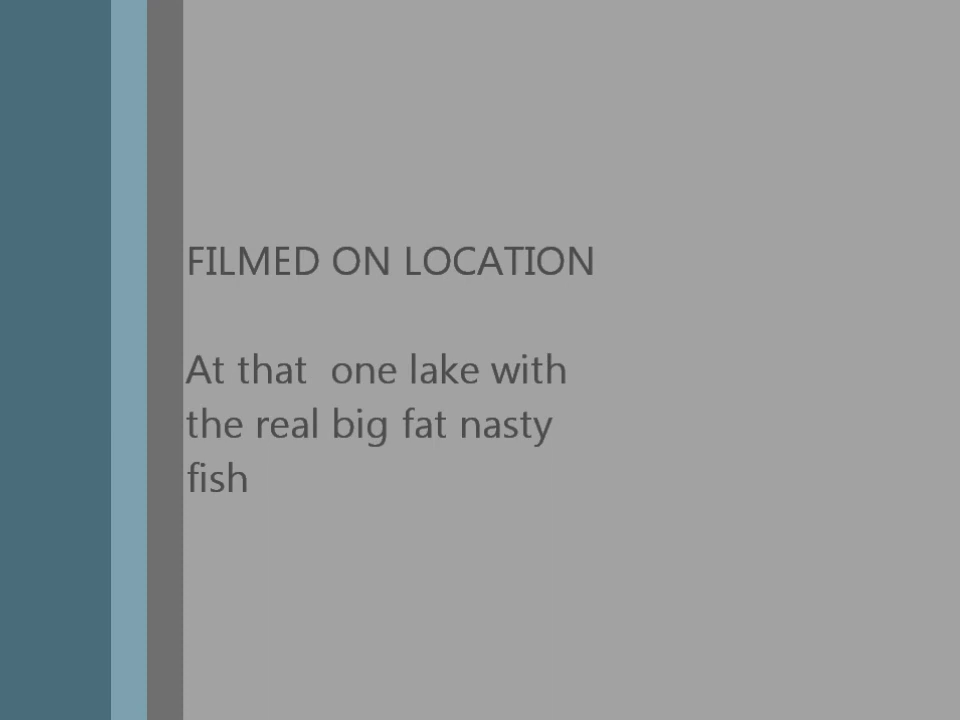 FILMED ON LOCATION
At that  one lake with
the real big fat nasty
fish